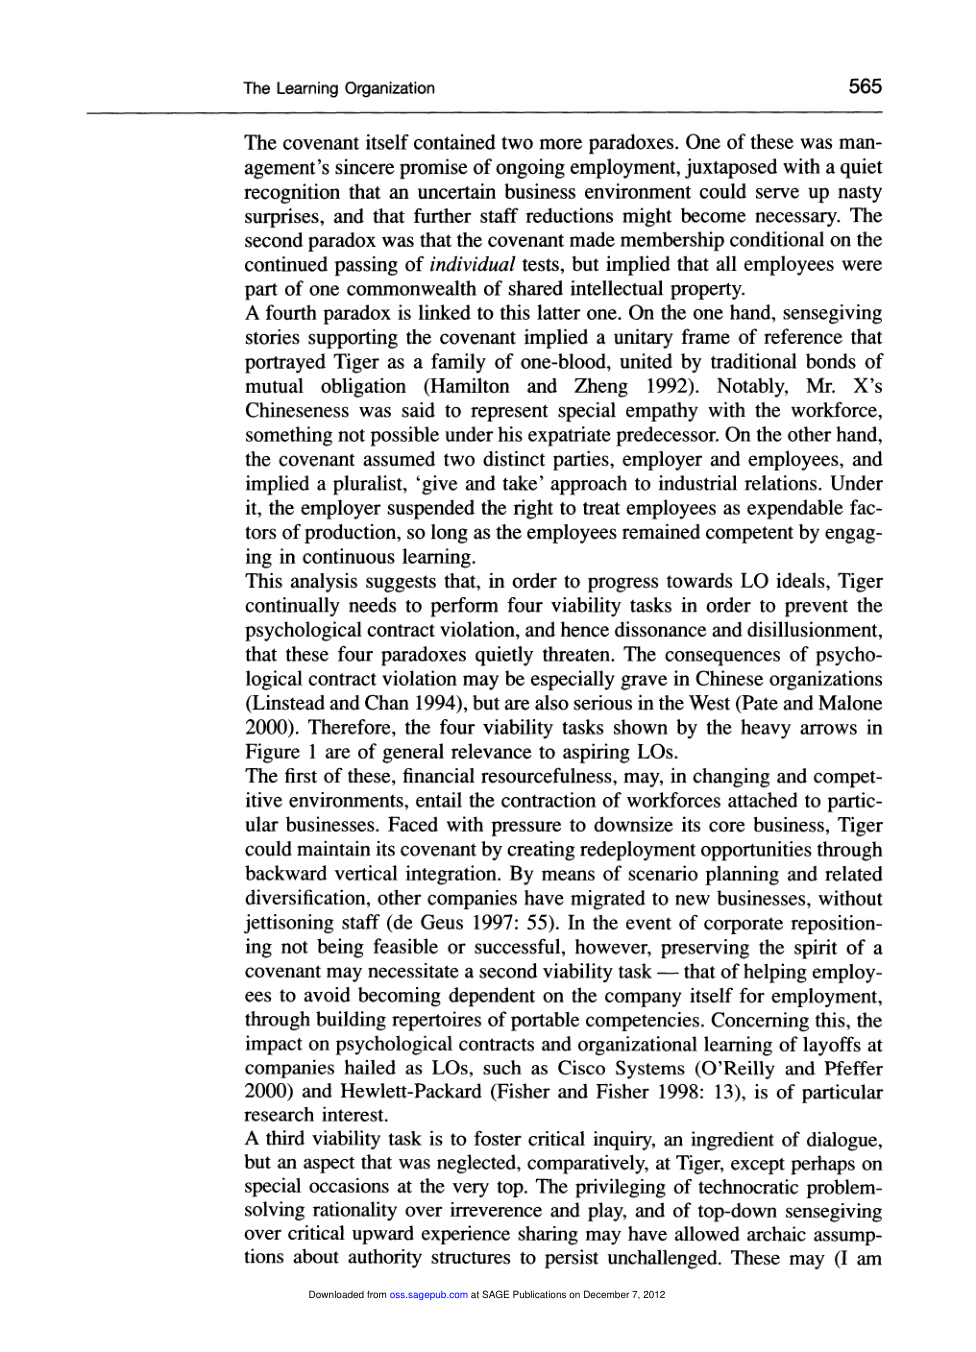 The Learning Organization 565
The covenant itself contained two more paradoxes. One of these was man-
agement's sincere promise of ongoing employment, juxtaposed with a quiet
recognition that an uncertain business environment could serve up nasty
surprises, and that further staff reductions might become necessary. The
second paradox was that the covenant made membership conditional on the
continued passing of individual tests, but implied that all employees were
part of one commonwealth of shared intellectual property.
A fourth paradox is linked to this latter one. On the one hand, sensegiving
stories supporting the covenant implied a unitary frame of reference that
portrayed Tiger as a family of one-blood, united by traditional bonds of
mutual obligation (Hamilton and Zheng 1992). Notably, Mr. X's
Chineseness was said to represent special empathy with the workforce,
something not possible under his expatriate predecessor. On the other hand,
the covenant assumed two distinct parties, employer and employees, and
implied a pluralist, 'give and take' approach to industrial relations. Under
it, the employer suspended the right to treat employees as expendable fac-
tors of production, so long as the employees remained competent by engag-
ing in continuous learning.
This analysis suggests that, in order to progress towards LO ideals, Tiger
continually needs to perform four viability tasks in order to prevent the
psychological contract violation, and hence dissonance and disillusionment,
that these four paradoxes quietly threaten. The consequences of psycho-
logical contract violation may be especially grave in Chinese organizations
(Linstead and Chan 1994), but are also serious in the West (Pate and Malone
2000). Therefore, the four viability tasks shown by the heavy arrows in
Figure 1 are of general relevance to aspiring LOs.
The first of these, financial resourcefulness, may, in changing and compet-
itive environments, entail the contraction of workforces attached to partic-
ular businesses. Faced with pressure to downsize its core business, Tiger
could maintain its covenant by creating redeployment opportunities through
backward vertical integration. By means of scenario planning and related
diversification, other companies have migrated to new businesses, without
jettisoning staff (de Geus 1997: 55). In the event of corporate reposition-
ing not being feasible or successful, however, preserving the spirit of a
covenant may necessitate a second viability task — that of helping employ-
ees to avoid becoming dependent on the company itself for employment,
through building repertoires of portable competencies. Concerning this, the
impact on psychological contracts and organizational learning of layoffs at
companies hailed as LOs, such as Cisco Systems (O'Reilly and Pfeffer
2000) and Hewlett-Packard (Fisher and Fisher 1998: 13), is of particular
research interest.
A third viability task is to foster critical inquiry, an ingredient of dialogue,
but an aspect that was neglected, comparatively, at Tiger, except perhaps on
special occasions at the very top. The privileging of technocratic problem-
solving rationality over irreverence and play, and of top-down sensegiving
over critical upward experience sharing may have allowed archaic assump-
tions about authority structures to persist unchallenged. These may (I am
Downloaded from oss.sagepub.com at SAGE Publications on December 7, 2012